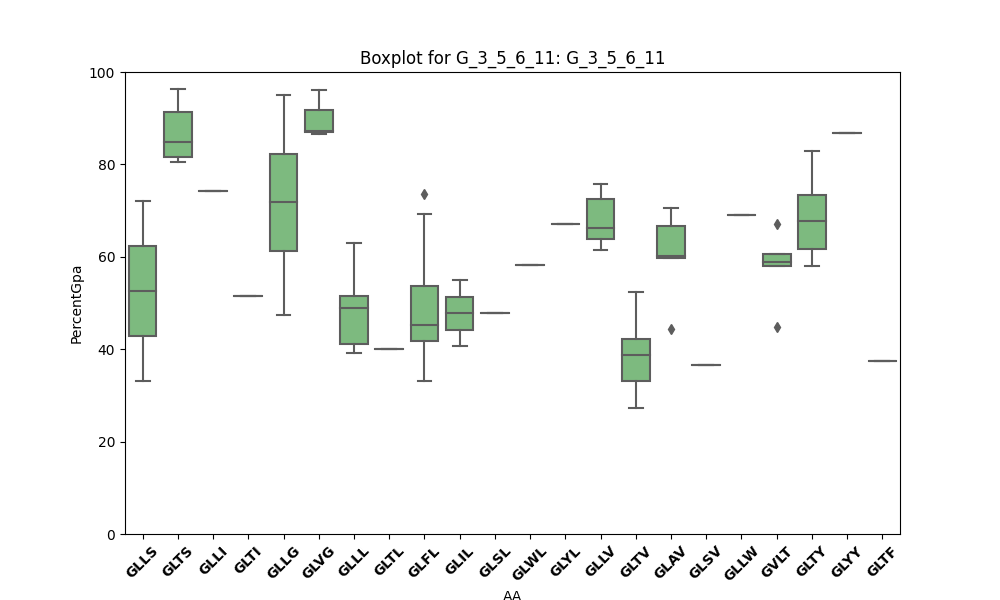 Boxplot for G_3_5_6_11: G_3_5_6_11
100
80
60
40
20
0
PercentGpa
GLLS GLTS GLLI GLTI GLLG GLVG GLLL GLTL GLFL GLIL GLSL GLWL GLYL GLLV GLTV GLAV GLSV GLLW GVLT GLTY GLYY GLTF
AA